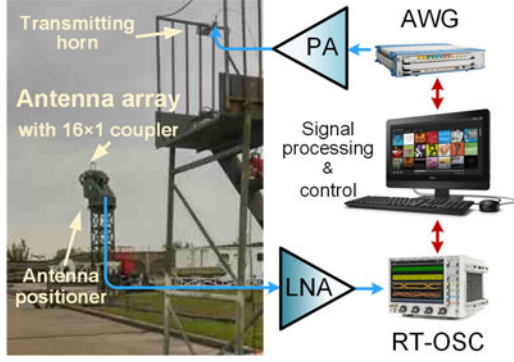 Transmitting
horn
Antenna array
with 16×1 coupler
Antenna
positioner
PA
AWG
Signal
processing
&
control
LNA
RT-OSC